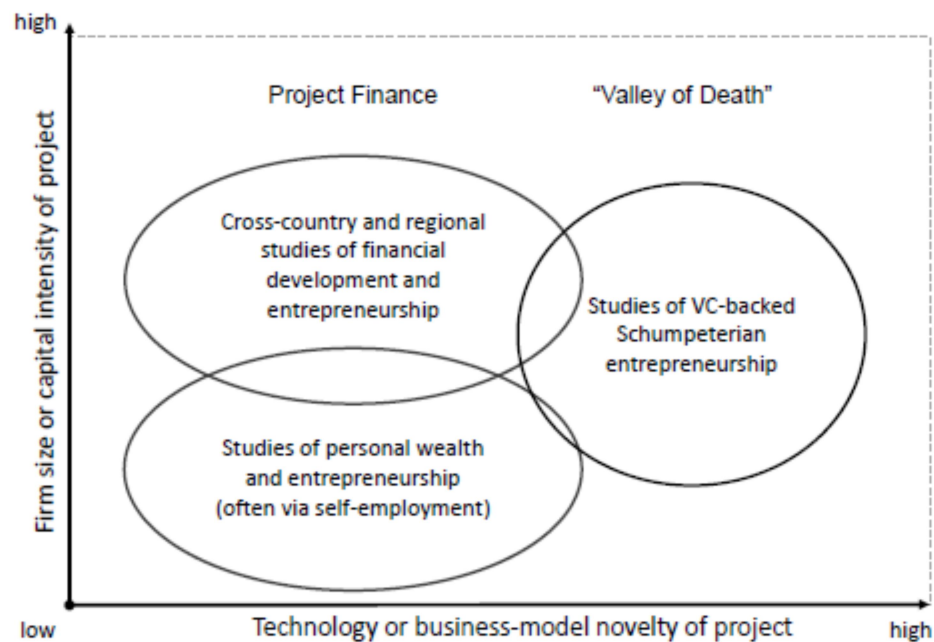 high
Project Finance
“Valley of Death”
Cross-country and regional
studies of financial
development and
entrepreneurship
Studies of VC-backed
Schumpeterian
entrepreneurship
Studies of personal wealth
and entrepreneurship
(often via self-employment)
Firm size or capital intensity of project
low
Technology or business-model novelty of project
high